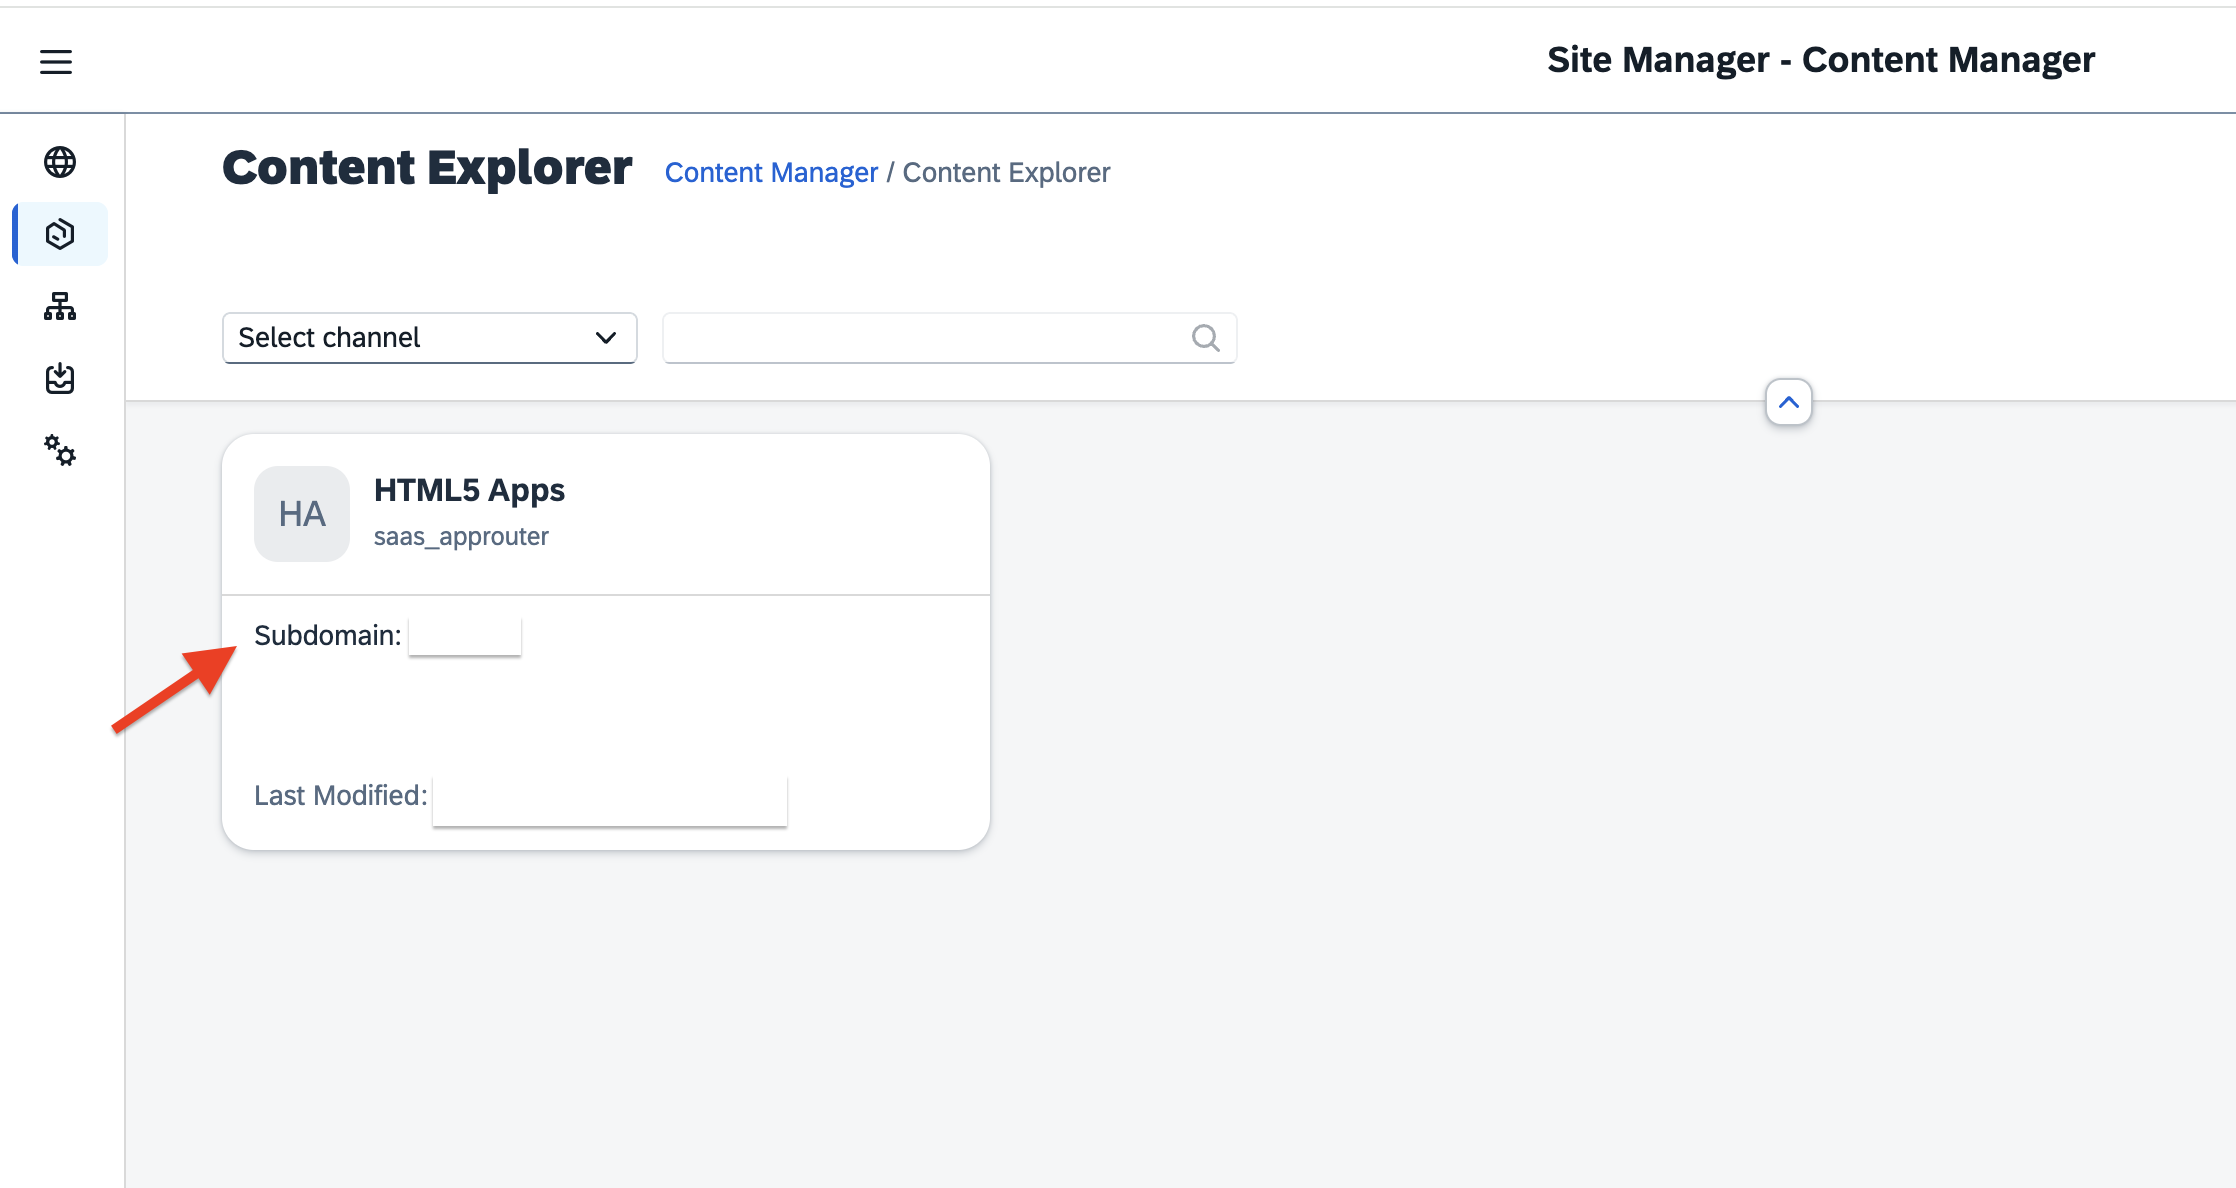 Site Manager - Content Manager
Content Explorer
Content Manager / Content Explorer
Select channel
HA
HTML5 Apps
saas_approuter
Subdomain:
Last Modified: